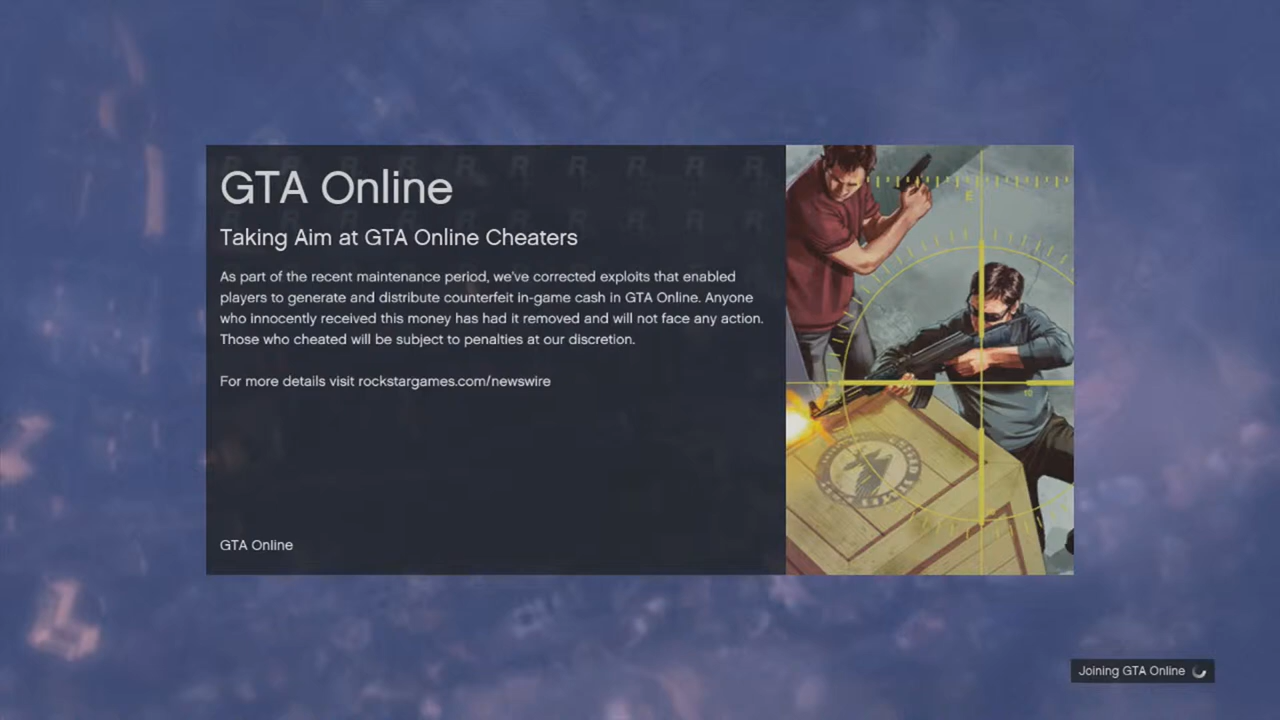 GTA Online
Taking Aim at GTA Online Cheaters
As part of the recent maintenance period, we've corrected exploits that enabled
players to generate and distribute counterfeit in-game cash in GTA Online. Anyone
who innocently received this money has had it removed and will not face any action.
Those who cheated will be subject to penalties at our discretion.
For more details visit rockstargames.com/newswire
GTA Online
E
10
Joining GTA Online